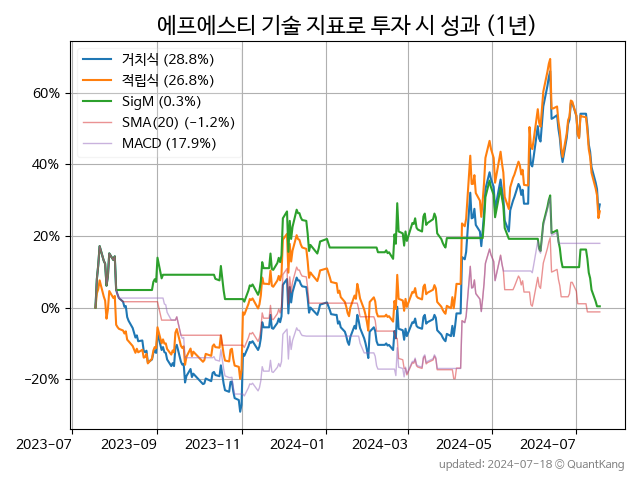 에프에스티 기술 지표로 투자 시 성과 (1년)
거치식 (28.8%)
적립식 (26.8%)
SigM (0.3%)
SMA(20) (−1.2%)
MACD (17.9%)
60%
40%
20%
0%
−20%
2023-07 2023-09 2023-11 2024-01 2024-03 2024-05 2024-07
updated: 2024-07-18 © QuantKang